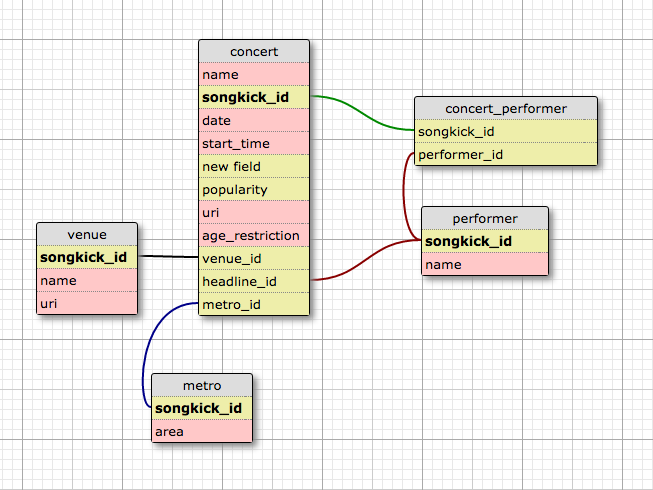 concert
name
songkick_id
date
start_time
new field
popularity
uri
age_restriction
venue_id
headline_id
metro_id
concert_performer
songkick_id
performer_id
performer
songkick_id
name
venue
songkick_id
name
uri
metro
songkick_id
area